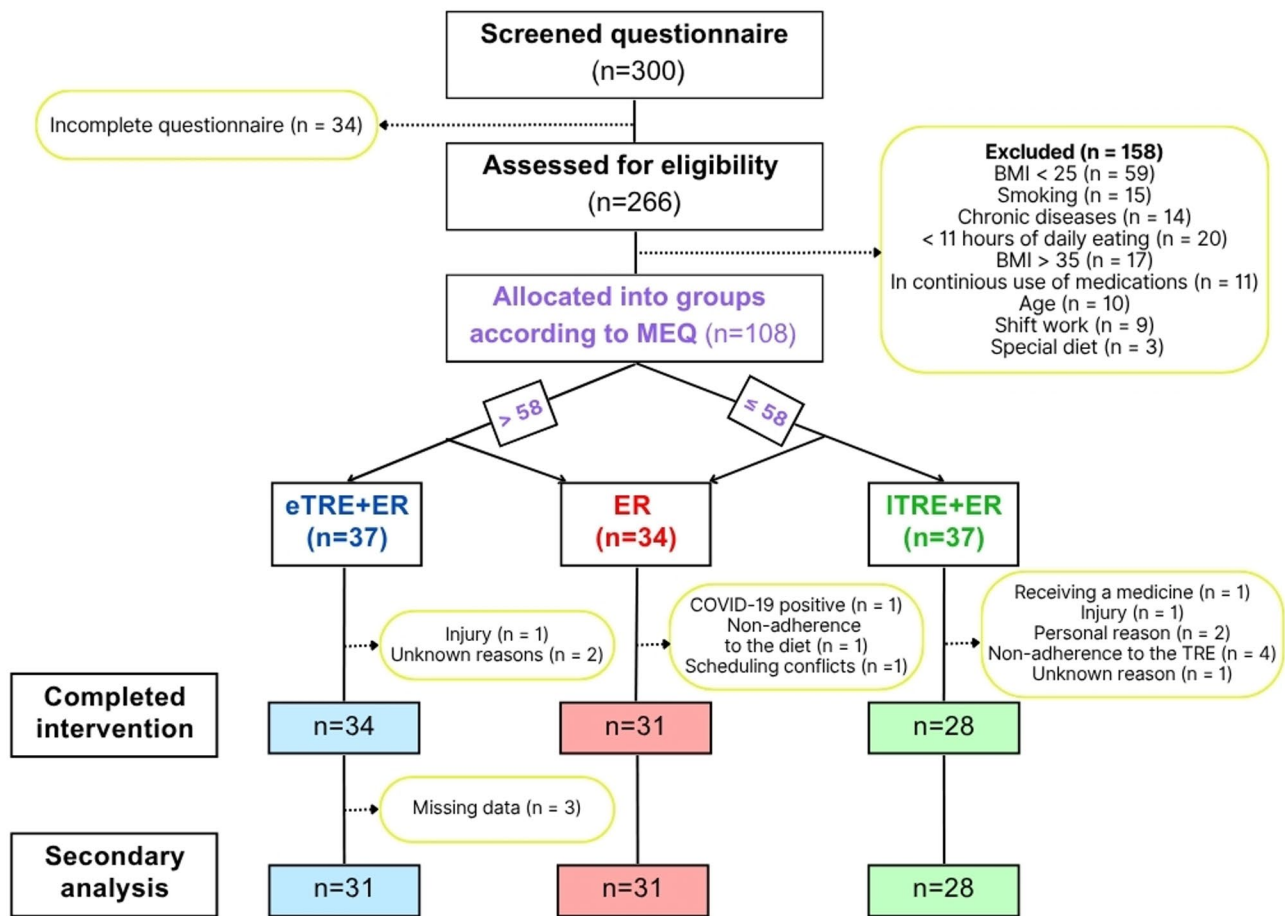 Screened questionnaire
(n=300)
Incomplete questionnaire (n = 34)
Assessed for eligibility
(n=266)
Excluded (n = 158)
BMI < 25 (n = 59)
Smoking (n = 15)
Chronic diseases (n = 14)
< 11 hours of daily eating (n = 20)
BMI > 35 (n = 17)
In continious use of medications (n = 11)
Age (n = 10)
Shift work (n = 9)
Special diet (n = 3)
Allocated into groups
according to MEQ (n=108)
> 58
≤ 58
eTRE+ER
(n=37)
ER
(n=34)
lTRE+ER
(n=37)
Injury (n = 1)
Unknown reasons (n = 2)
COVID-19 positive (n = 1)
Non-adherence
to the diet (n = 1)
Scheduling conflicts (n =1)
Receiving a medicine (n = 1)
Injury (n = 1)
Personal reason (n = 2)
Non-adherence to the TRE (n = 4)
Unknown reason (n = 1)
Completed
intervention
n=34
n=31
n=28
Missing data (n = 3)
Secondary
analysis
n=31
n=31
n=28